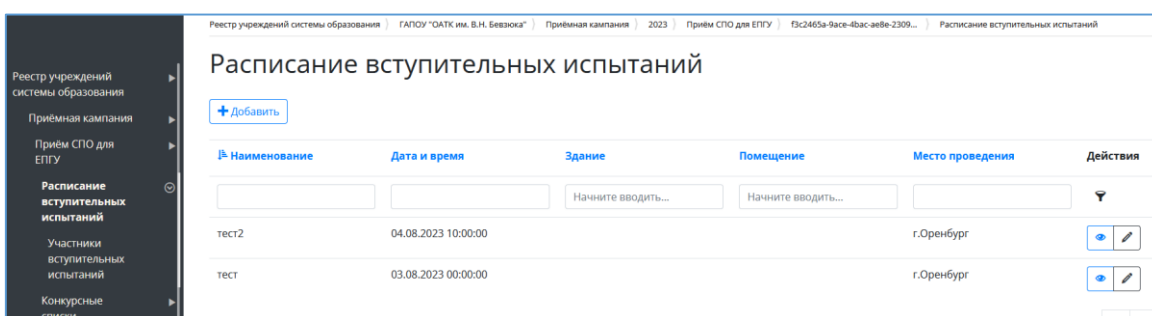 Реестр учреждений системы образования
ГАПОУ "ОАТК им. В.Н. Бевзюка"
Приёмная кампания
2023
Приём СПО для ЕПГУ
f3c2465a-9ace-4bac-ae8e-2309...
Расписание вступительных испытаний
Реестр учреждений
системы образования
Приёмная кампания
Приём СПО для
ЕПГУ
Расписание
вступительных
испытаний
Участники
вступительных
испытаний
Конкурсные
списки
Расписание вступительных испытаний
Добавить
Наименование
Дата и время
Здание
Помещение
Место проведения
Действия
Начните вводить...
Начните вводить...
тест2
04.08.2023 10:00:00
г.Оренбург
тест
03.08.2023 00:00:00
г.Оренбург